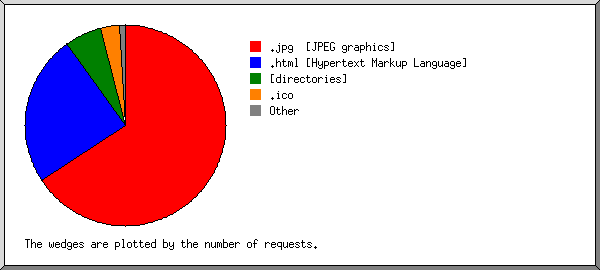 .jpg [JPEG graphics]
.html [Hypertext Markup Language]
[directories]
.ico
Other
The wedges are plotted by the number of requests.